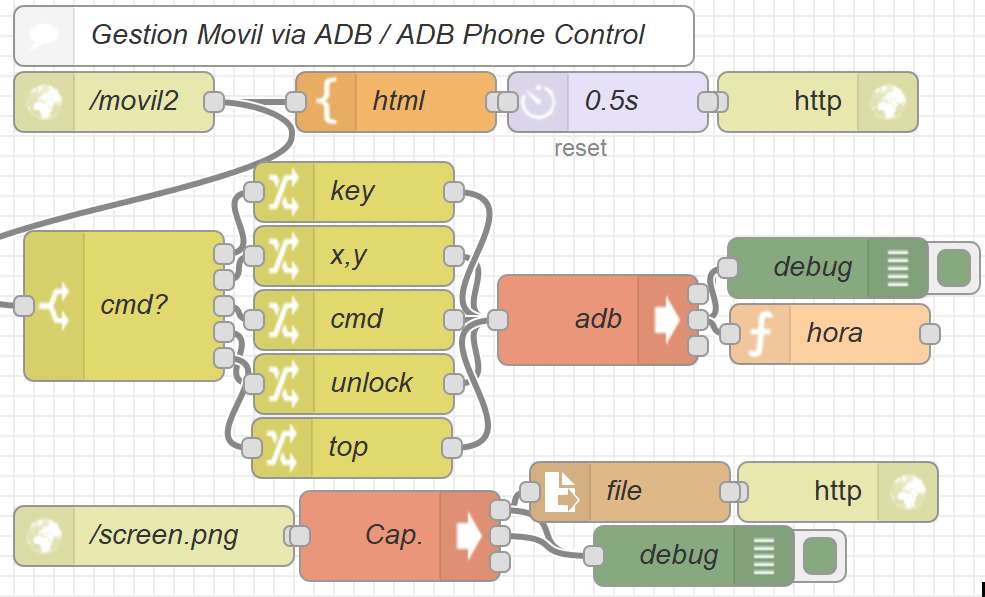 Gestion Movil via ADB / ADB Phone Control
/movil2
html
0.5s
http
reset
key
x,y
cmd?
cmd
unlock
top
adb
debug
hora
/screen.png
Cap.
file
http
debug